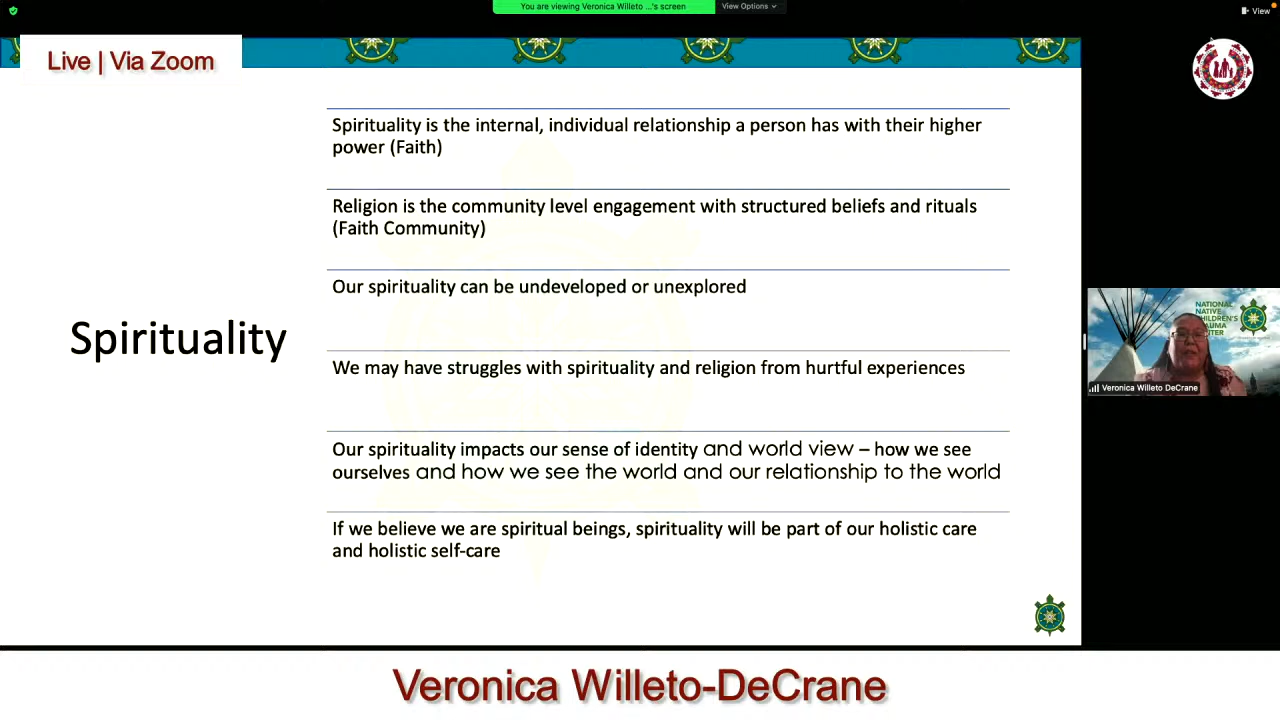 You are viewing Veronica Willeto ...'s screen
View Options
View
Live | Via Zoom
Spirituality is the internal, individual relationship a person has with their higher
power (Faith)
Religion is the community level engagement with structured beliefs and rituals
(Faith Community)
Our spirituality can be undeveloped or unexplored
Spirituality
We may have struggles with spirituality and religion from hurtful experiences
Our spirituality impacts our sense of identity and world view – how we see
ourselves and how we see the world and our relationship to the world
If we believe we are spiritual beings, spirituality will be part of our holistic care
and holistic self-care
NATIONAL
NATIVE
CHILDREN'S
Veronica Willeto DeCrane
Veronica Willeto-DeCrane